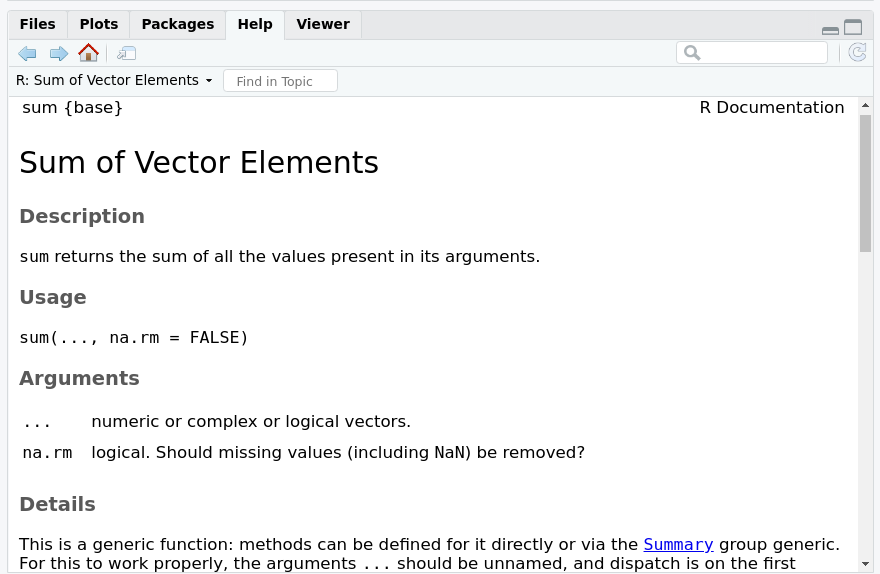 Files Plots Packages Help Viewer
R: Sum of Vector Elements Find in Topic
sum {base} R Documentation
Sum of Vector Elements
Description
sum returns the sum of all the values present in its arguments.
Usage
sum(..., na.rm = FALSE)
Arguments
... numeric or complex or logical vectors.
na.rm logical. Should missing values (including NaN) be removed?
Details
This is a generic function: methods can be defined for it directly or via the Summary group generic.
For this to work properly, the arguments ... should be unnamed, and dispatch is on the first